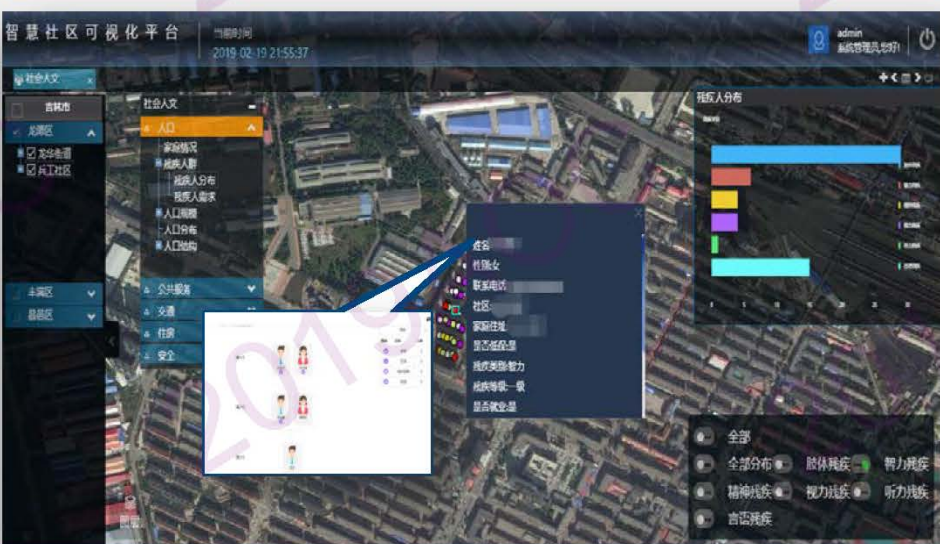 智慧社区可视化平台
当前时间
2019-02-19 21:55:37
admin
系统管理员,您好!
社会人文 x
吉林市
龙潭区
龙华街道
兵工社区
丰满区
昌邑区
社会人文
人口
家庭情况
残疾人群
残疾人分布
残疾人需求
人口规模
人口分布
人口结构
公共服务
交通
住房
安全
姓名
性别:女
联系电话
社区:
家庭住址
是否低保:是
残疾类别:智力
残疾等级:一级
是否就业:是
残疾人分布
全部
全部分布 肢体残疾 智力残疾
精神残疾 视力残疾 听力残疾
言语残疾
图层
2019